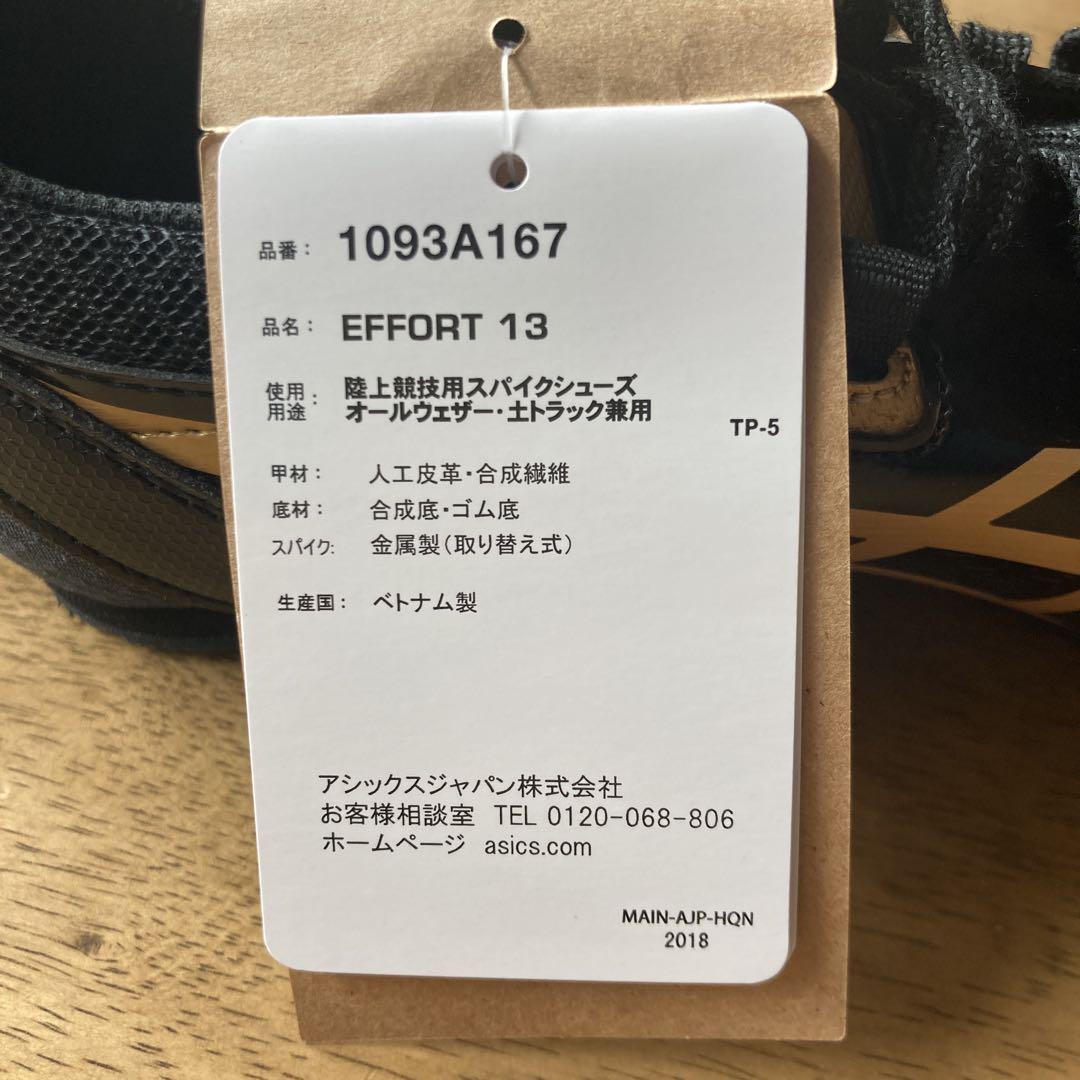 品番： 1093A167
品名： EFFORT 13
使用用途： 陸上競技用スパイクシューズ
オールウェザー・土トラック兼用
TP-5
甲材： 人工皮革・合成繊維
底材： 合成底・ゴム底
スパイク: 金属製（取り替え式）
生産国： ベトナム製
アシックスジャパン株式会社
お客様相談室 TEL 0120-068-806
ホームページ asics.com
MAIN-AJP-HQN
2018